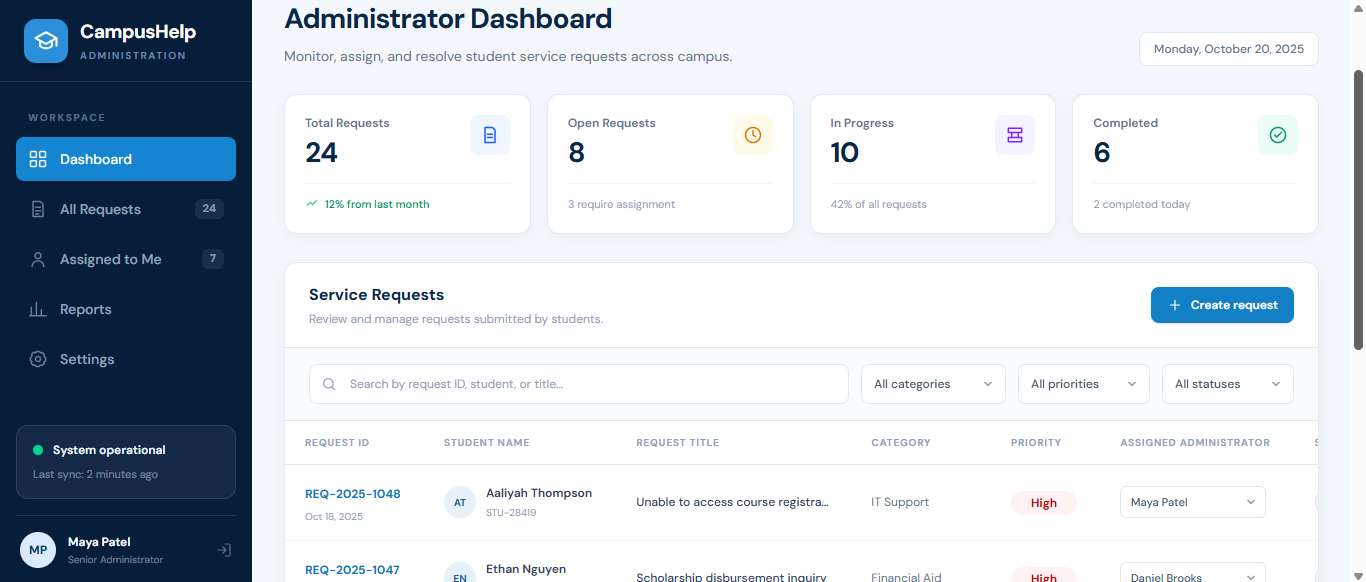 CampusHelp
ADMINISTRATION
WORKSPACE
Dashboard
All Requests 24
Assigned to Me 7
Reports
Settings
System operational
Last sync: 2 minutes ago
MP
Maya Patel
Senior Administrator
Administrator Dashboard
Monitor, assign, and resolve student service requests across campus.
Monday, October 20, 2025
Total Requests
24
12% from last month
Open Requests
8
3 require assignment
In Progress
10
42% of all requests
Completed
6
2 completed today
Service Requests
Review and manage requests submitted by students.
Create request
Search by request ID, student, or title...
All categories
All priorities
All statuses
REQUEST ID STUDENT NAME REQUEST TITLE CATEGORY PRIORITY ASSIGNED ADMINISTRATOR
REQ-2025-1048
Oct 18, 2025
AT
Aaliyah Thompson
STU-28419
Unable to access course registra...
IT Support
High
Maya Patel
REQ-2025-1047
EN
Ethan Nguyen
Scholarship disbursement inquiry
Financial Aid
High
Daniel Brooks